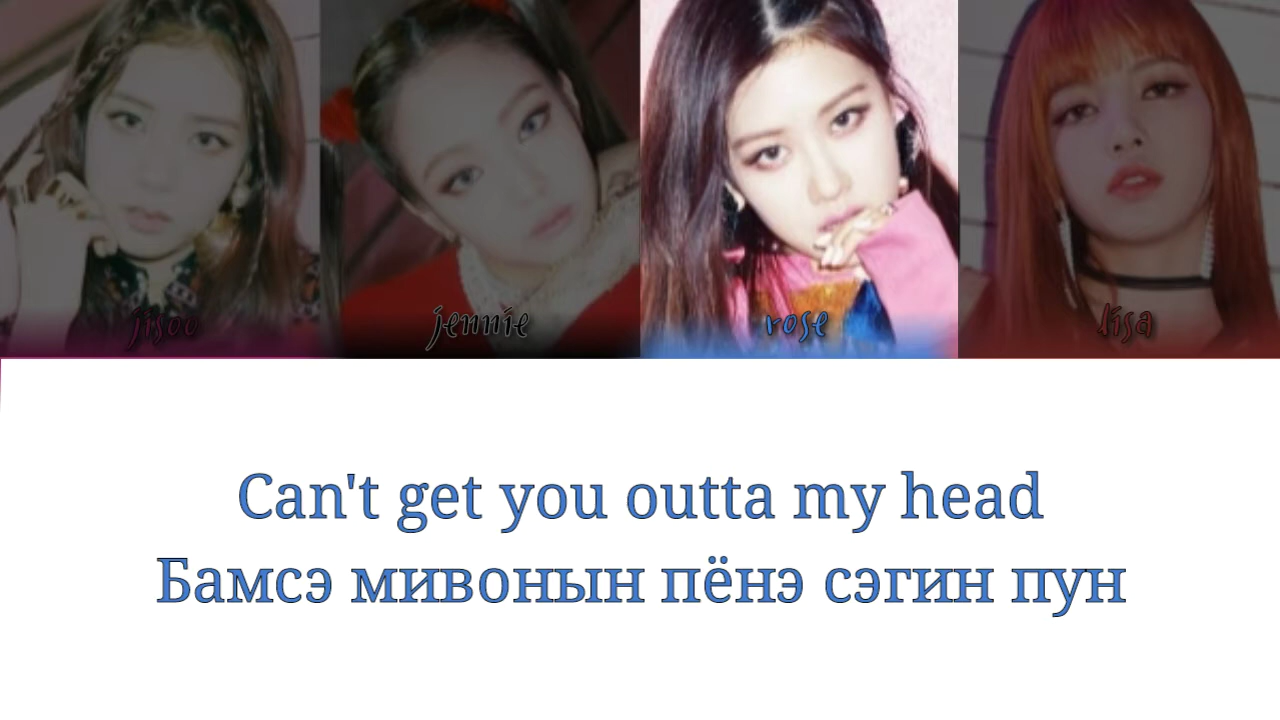 jisoo jennie rose lisa
Can't get you outta my head
Бамсэ мивонын пёнэ сэгин пун